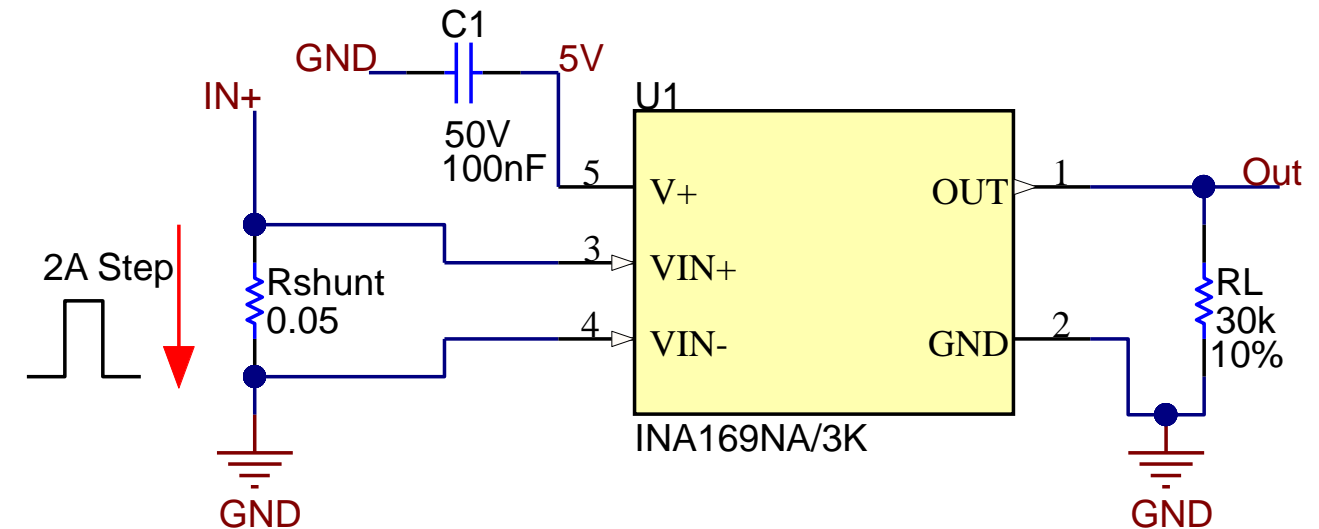 C1
GND
5V
IN+
50V
100nF
U1
5
V+
OUT
1
Out
3
VIN+
2A Step
Rshunt
0.05
RL
30k
10%
4
VIN-
GND
2
INA169NA/3K
GND
GND